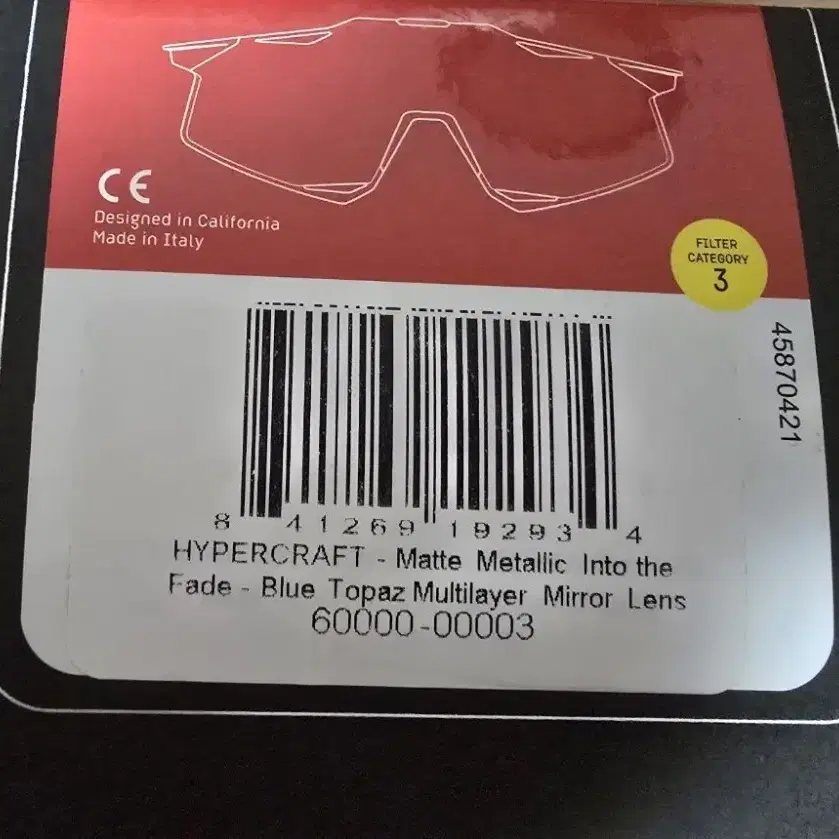 CE
Designed in California
Made in Italy
FILTER
CATEGORY
3
45870421
8 41269 19293 4
HYPERCRAFT - Matte Metallic Into the
Fade - Blue Topaz Multilayer Mirror Lens
60000-00003